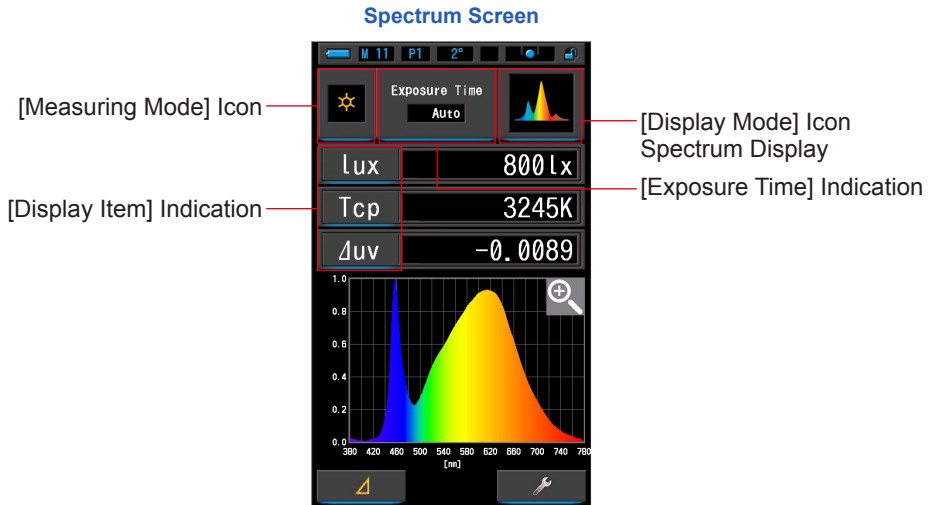 Spectrum Screen
M 11 P1 2°
[Measuring Mode] Icon
Exposure Time
Auto
[Display Mode] Icon
Spectrum Display
[Exposure Time] Indication
[Display Item] Indication
lux 800lx
Tcp 3245K
⊿uv -0.0089
1.0
0.8
0.6
0.4
0.2
0.0
380 420 460 500 540 580 620 660 700 740 780
[nm]